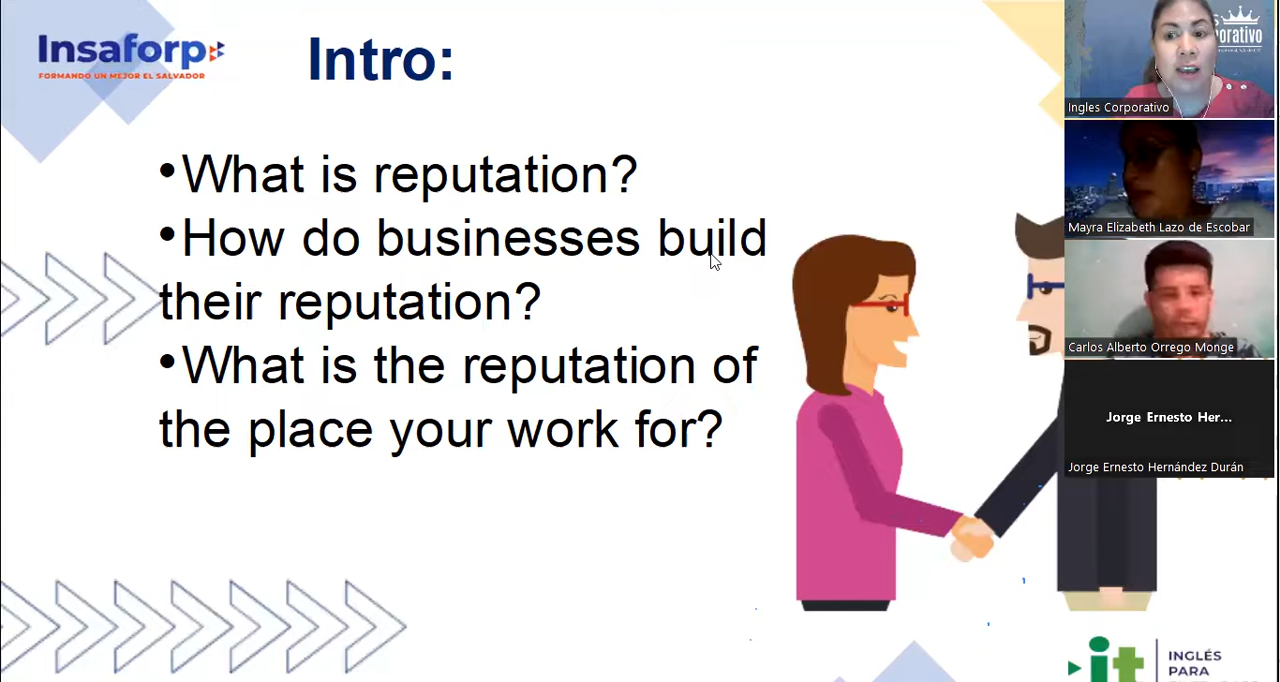 Insaforp
FORMANDO UN MEJOR EL SALVADOR
Intro:
•What is reputation?
•How do businesses build
their reputation?
•What is the reputation of
the place your work for?
Ingles Corporativo
Mayra Elizabeth Lazo de Escobar
Carlos Alberto Orrego Monge
Jorge Ernesto Her...
Jorge Ernesto Hernández Durán
it
INGLÉS
PARA